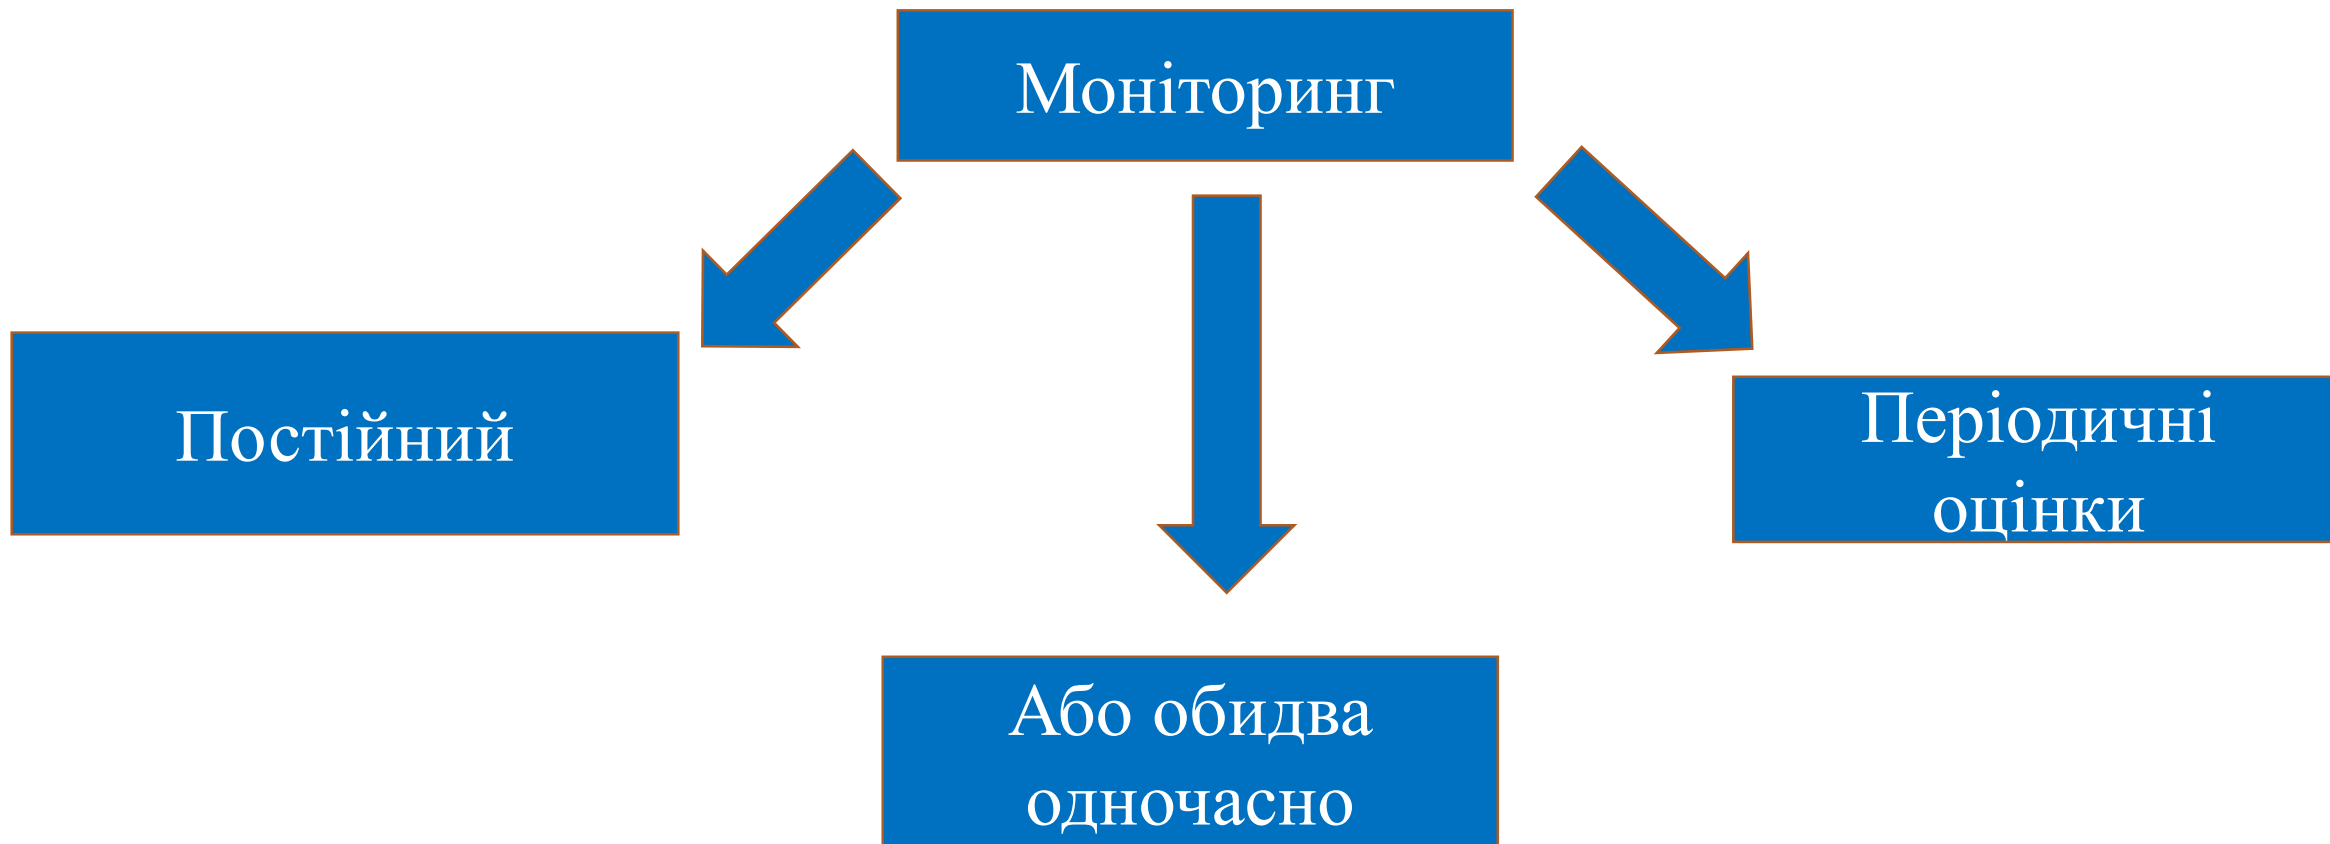 Моніторинг
Постійний
Періодичні
оцінки
Або обидва
одночасно